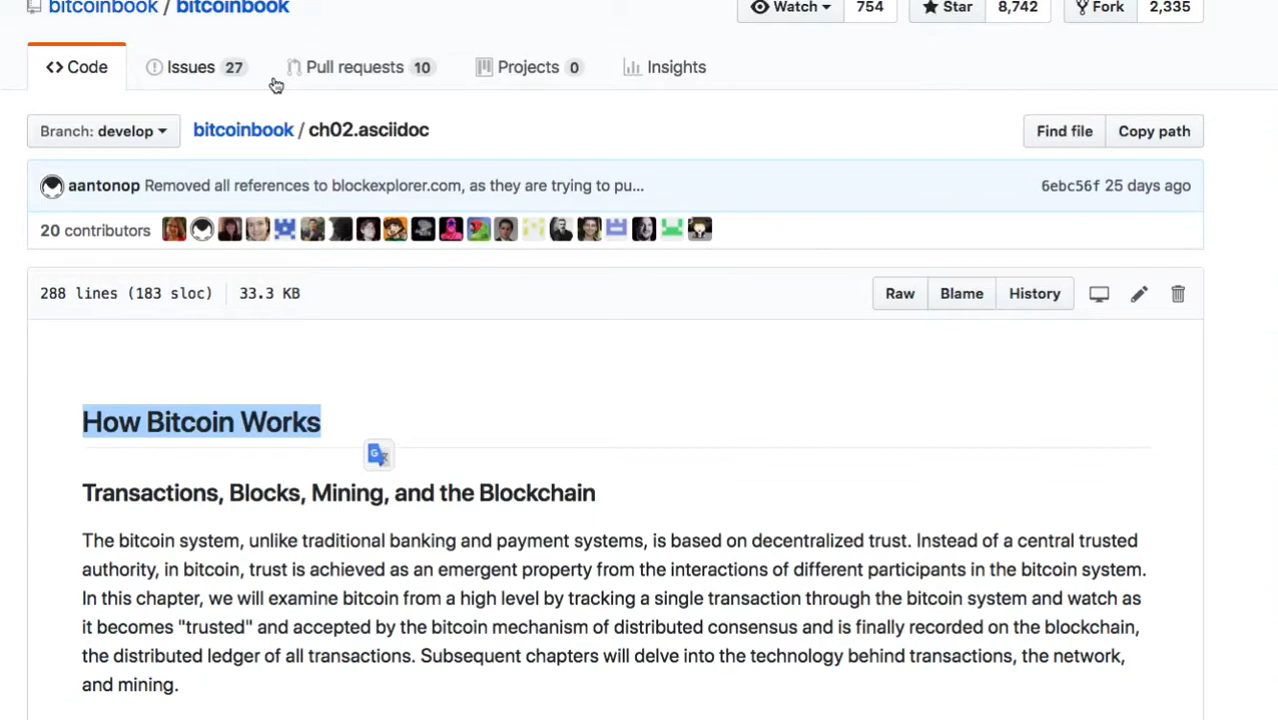 bitcoinbook / bitcoinbook
Watch 754 Star 8,742 Fork 2,335
Code Issues 27 Pull requests 10 Projects 0 Insights
Branch: develop bitcoinbook / ch02.asciidoc Find file Copy path
aantonop Removed all references to blockexplorer.com, as they are trying to pu... 6ebc56f 25 days ago
20 contributors
288 lines (183 sloc) 33.3 KB Raw Blame History
How Bitcoin Works
G
Transactions, Blocks, Mining, and the Blockchain
The bitcoin system, unlike traditional banking and payment systems, is based on decentralized trust. Instead of a central trusted
authority, in bitcoin, trust is achieved as an emergent property from the interactions of different participants in the bitcoin system.
In this chapter, we will examine bitcoin from a high level by tracking a single transaction through the bitcoin system and watch as
it becomes "trusted" and accepted by the bitcoin mechanism of distributed consensus and is finally recorded on the blockchain,
the distributed ledger of all transactions. Subsequent chapters will delve into the technology behind transactions, the network,
and mining.